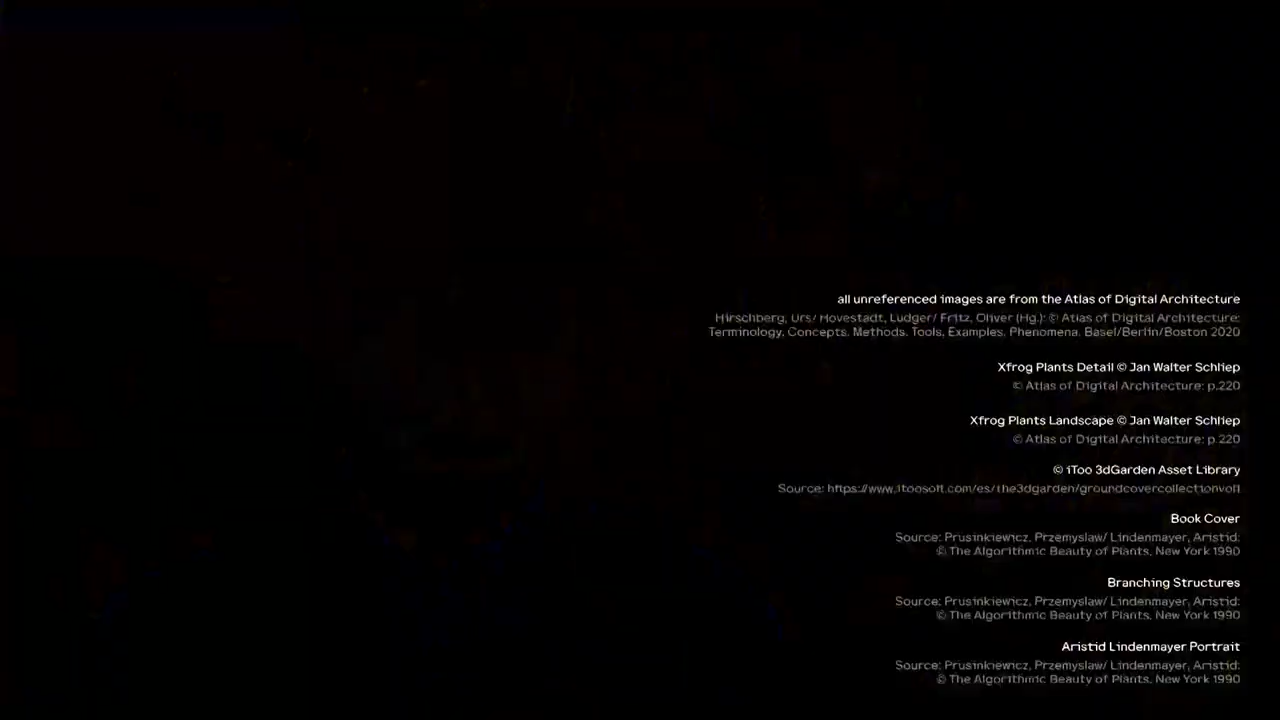 all unreferenced images are from the Atlas of Digital Architecture
Hirschberg, Urs/ Hovestadt, Ludger/ Fritz, Oliver (Hg.): © Atlas of Digital Architecture:
Terminology, Concepts, Methods, Tools, Examples, Phenomena. Basel/Berlin/Boston 2020
Xfrog Plants Detail © Jan Walter Schliep
© Atlas of Digital Architecture: p.220
Xfrog Plants Landscape © Jan Walter Schliep
© Atlas of Digital Architecture: p.220
© iToo 3dGarden Asset Library
Source: https://www.itoosoft.com/es/the3dgarden/groundcovercollectionvol1
Book Cover
Source: Prusinkiewicz, Przemyslaw/ Lindenmayer, Aristid:
© The Algorithmic Beauty of Plants, New York 1990
Branching Structures
Source: Prusinkiewicz, Przemyslaw/ Lindenmayer, Aristid:
© The Algorithmic Beauty of Plants, New York 1990
Aristid Lindenmayer Portrait
Source: Prusinkiewicz, Przemyslaw/ Lindenmayer, Aristid:
© The Algorithmic Beauty of Plants, New York 1990